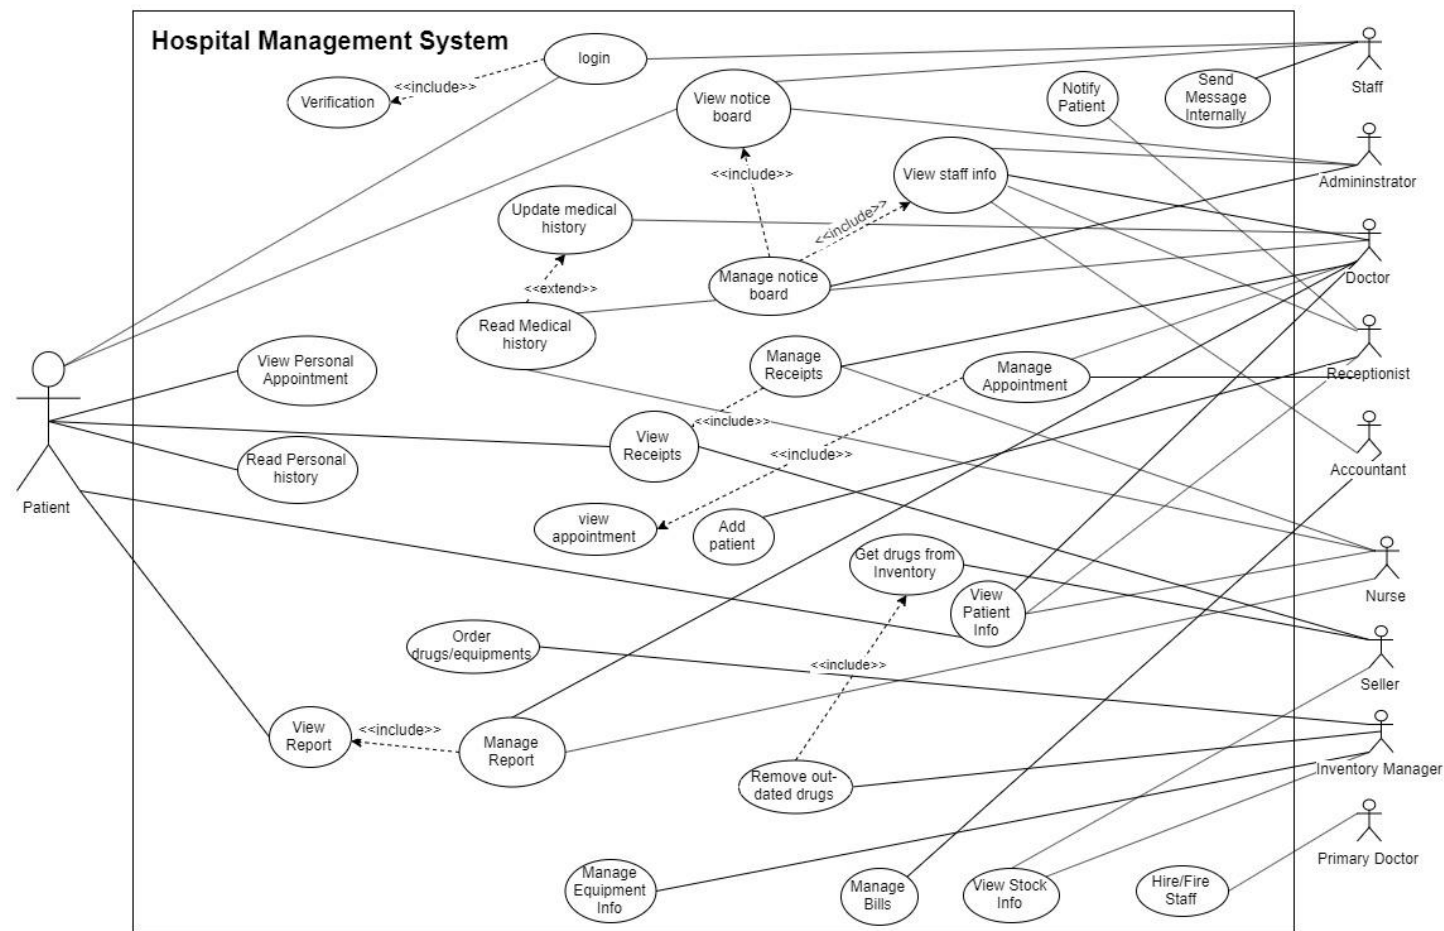 Hospital Management System
login
<<include>>
Verification
View notice
board
Notify
Patient
Send
Message
Internally
Staff
<<include>>
View staff info
Admininstrator
Update medical
history
<<include>>
Manage notice
board
Doctor
<<extend>>
Read Medical
history
View Personal
Appointment
Manage
Receipts
Manage
Appointment
Receptionist
<<include>>
View
Receipts
<<include>>
Read Personal
history
Accountant
Patient
view
appointment
Add
patient
Get drugs from
Inventory
View
Patient
Info
Nurse
Order
drugs/equipments
<<include>>
Seller
View
Report
<<include>>
Manage
Report
Remove out-
dated drugs
Inventory Manager
Primary Doctor
Manage
Equipment
Info
Manage
Bills
View Stock
Info
Hire/Fire
Staff